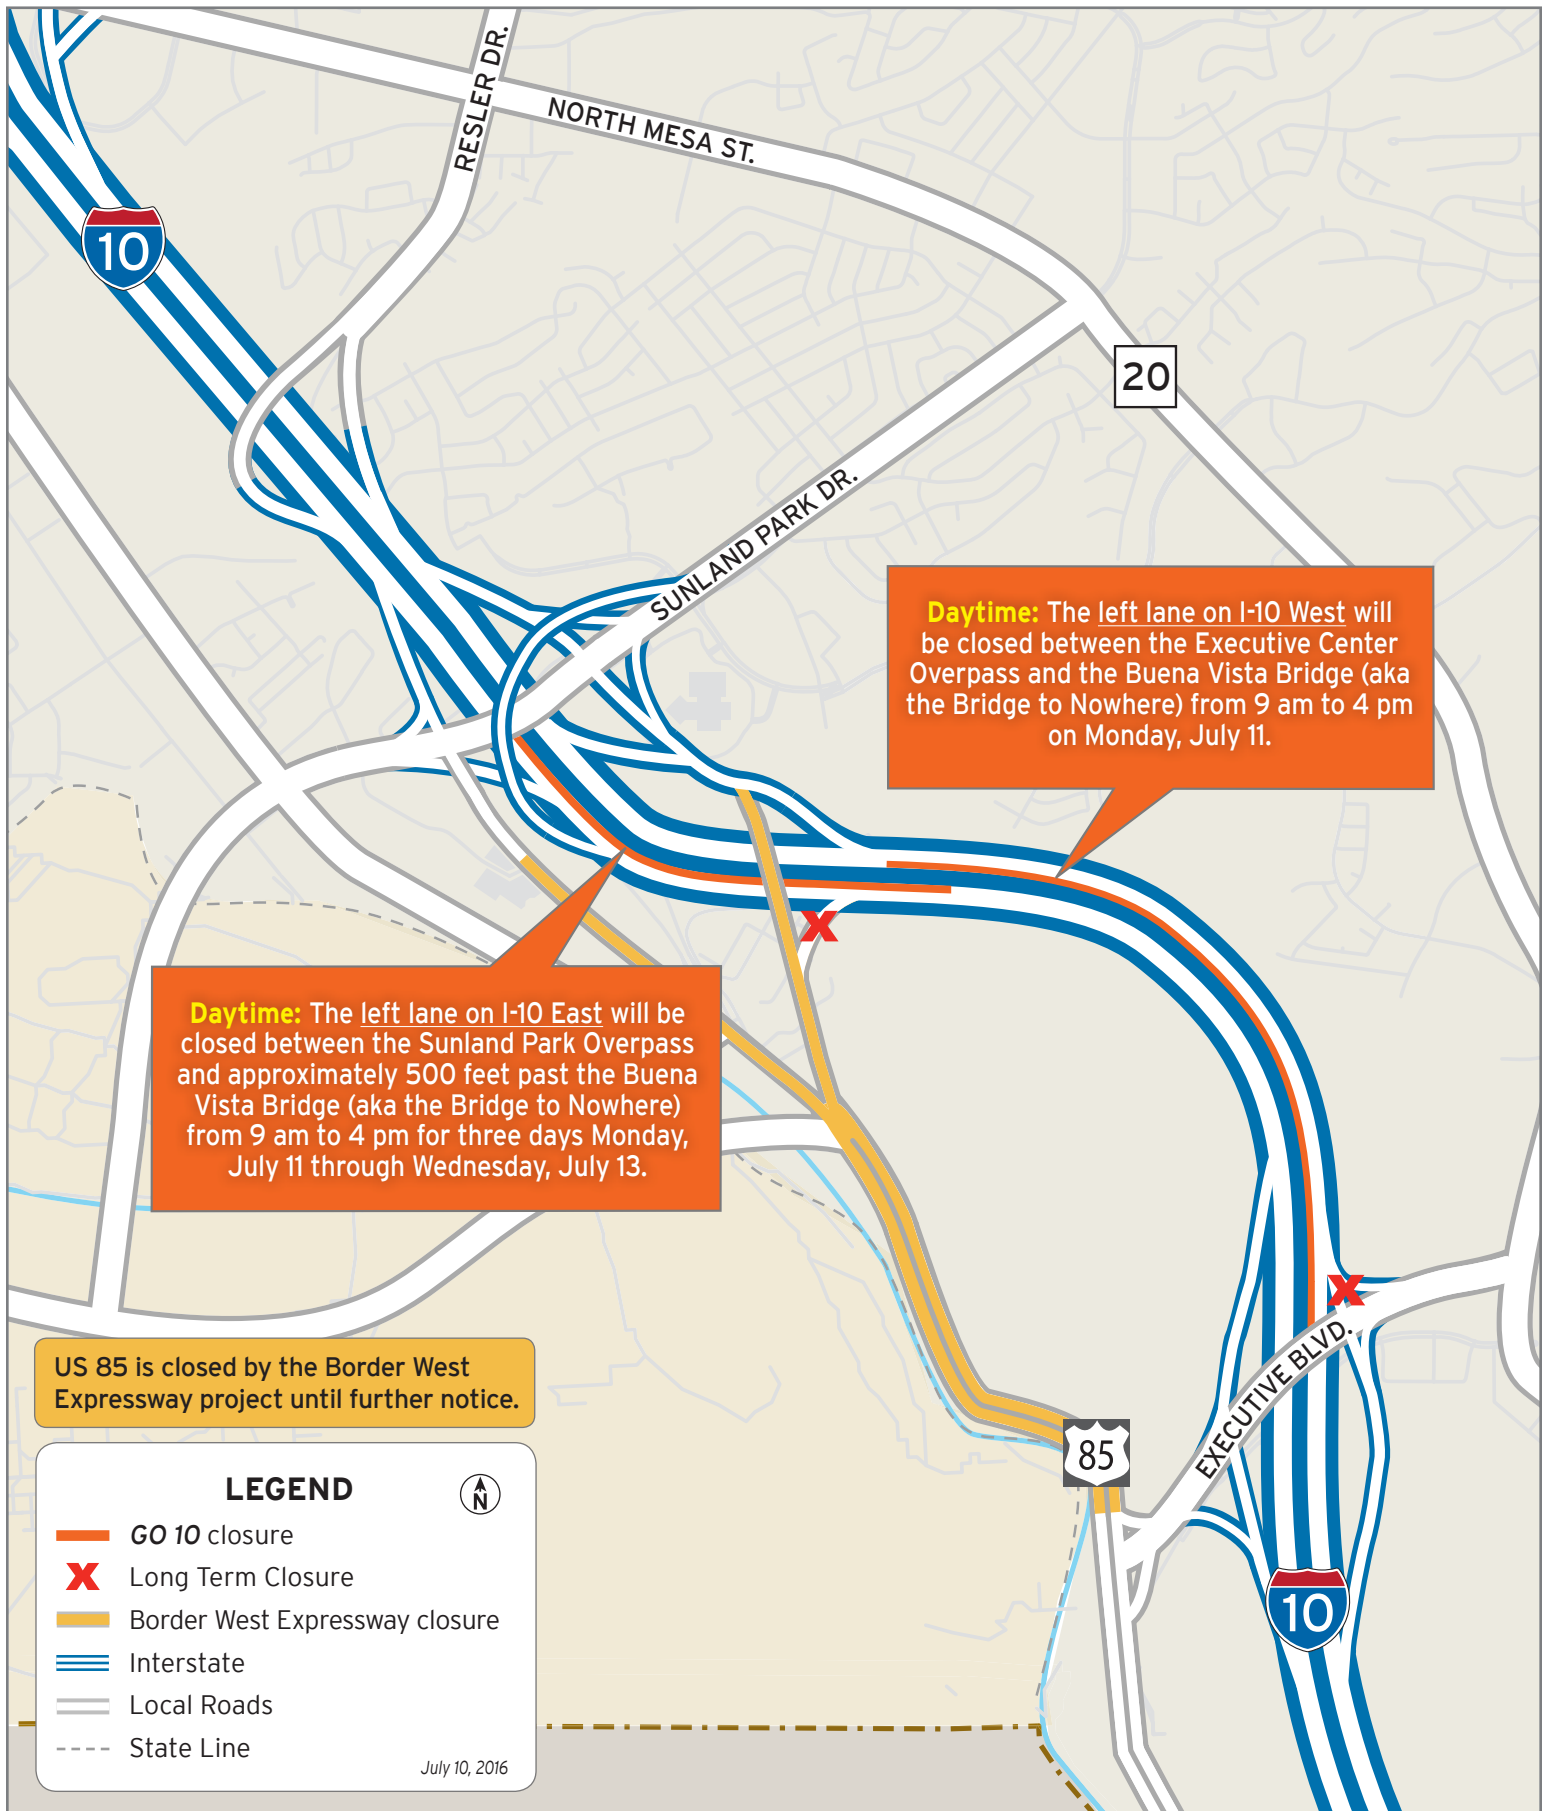 RESLER DR.
NORTH MESA ST.
10
20
SUNLAND PARK DR.
Daytime: The left lane on I-10 West will
be closed between the Executive Center
Overpass and the Buena Vista Bridge (aka
the Bridge to Nowhere) from 9 am to 4 pm
on Monday, July 11.
X
Daytime: The left lane on I-10 East will be
closed between the Sunland Park Overpass
and approximately 500 feet past the Buena
Vista Bridge (aka the Bridge to Nowhere)
from 9 am to 4 pm for three days Monday,
July 11 through Wednesday, July 13.
X
EXECUTIVE BLVD.
US 85 is closed by the Border West
Expressway project until further notice.
85
10
LEGEND
N
GO 10 closure
X Long Term Closure
Border West Expressway closure
Interstate
Local Roads
State Line
July 10, 2016